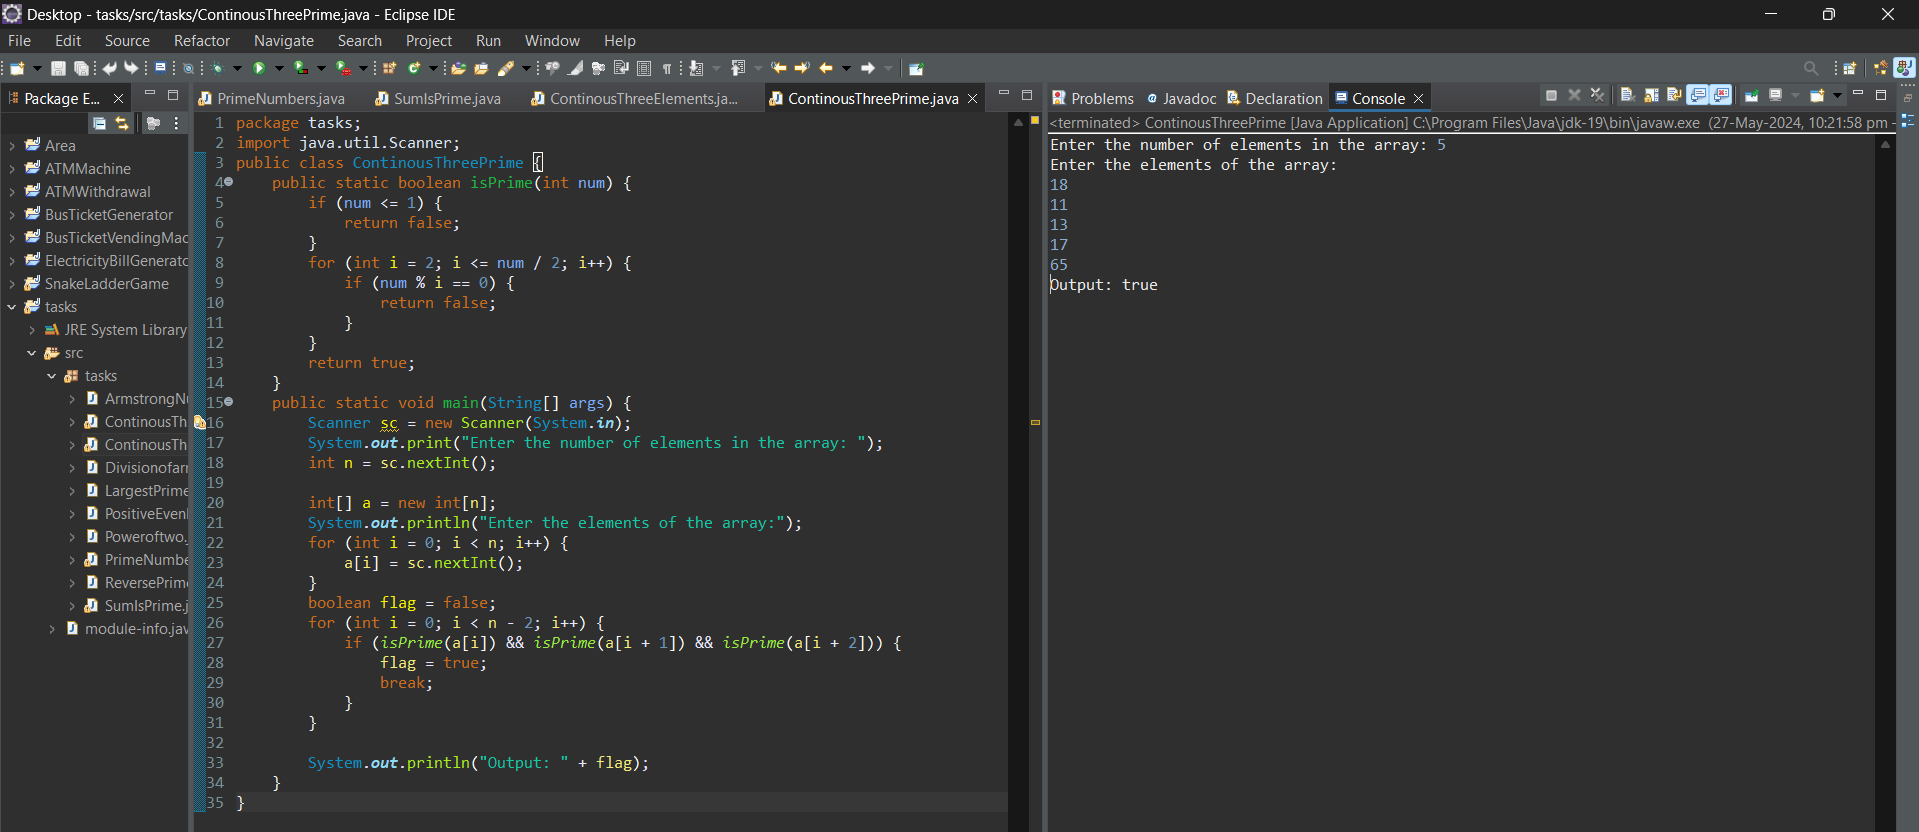 Desktop - tasks/src/tasks/ContinousThreePrime.java - Eclipse IDE
File Edit Source Refactor Navigate Search Project Run Window Help
Package E...
Area
ATMMachine
ATMWithdrawal
BusTicketGenerator
BusTicketVendingMac
ElectricityBillGenerato
SnakeLadderGame
tasks
JRE System Library
src
tasks
ArmstrongNu
ContinousTh
ContinousTh
Divisionofarr
LargestPrime
PositiveEven
Poweroftwo.
PrimeNumbe
ReversePrim
SumIsPrime.j
module-info.jav
PrimeNumbers.java SumIsPrime.java ContinousThreeElements.ja... ContinousThreePrime.java
1 package tasks;
2 import java.util.Scanner;
3 public class ContinousThreePrime {
4     public static boolean isPrime(int num) {
5         if (num <= 1) {
6             return false;
7         }
8         for (int i = 2; i <= num / 2; i++) {
9             if (num % i == 0) {
10                 return false;
11             }
12         }
13         return true;
14     }
15     public static void main(String[] args) {
16         Scanner sc = new Scanner(System.in);
17         System.out.print("Enter the number of elements in the array: ");
18         int n = sc.nextInt();
19
20         int[] a = new int[n];
21         System.out.println("Enter the elements of the array:");
22         for (int i = 0; i < n; i++) {
23             a[i] = sc.nextInt();
24         }
25         boolean flag = false;
26         for (int i = 0; i < n - 2; i++) {
27             if (isPrime(a[i]) && isPrime(a[i + 1]) && isPrime(a[i + 2])) {
28                 flag = true;
29                 break;
30             }
31         }
32
33         System.out.println("Output: " + flag);
34     }
35 }
Problems Javadoc Declaration Console
<terminated> ContinousThreePrime [Java Application] C:\Program Files\Java\jdk-19\bin\javaw.exe (27-May-2024, 10:21:58 pm -
Enter the number of elements in the array: 5
Enter the elements of the array:
18
11
13
17
65
Output: true